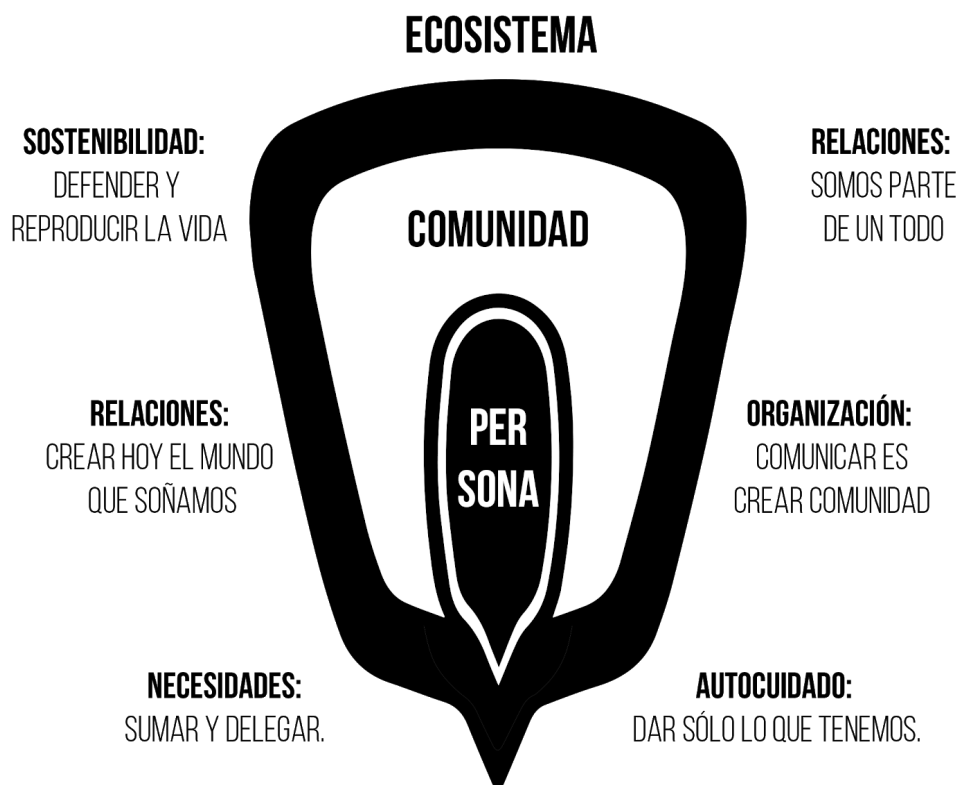 ECOSISTEMA
SOSTENIBILIDAD:
DEFENDER Y
REPRODUCIR LA VIDA
RELACIONES:
SOMOS PARTE
DE UN TODO
COMUNIDAD
RELACIONES:
CREAR HOY EL MUNDO
QUE SOÑAMOS
PER
SONA
ORGANIZACIÓN:
COMUNICAR ES
CREAR COMUNIDAD
NECESIDADES:
SUMAR Y DELEGAR.
AUTOCUIDADO:
DAR SÓLO LO QUE TENEMOS.